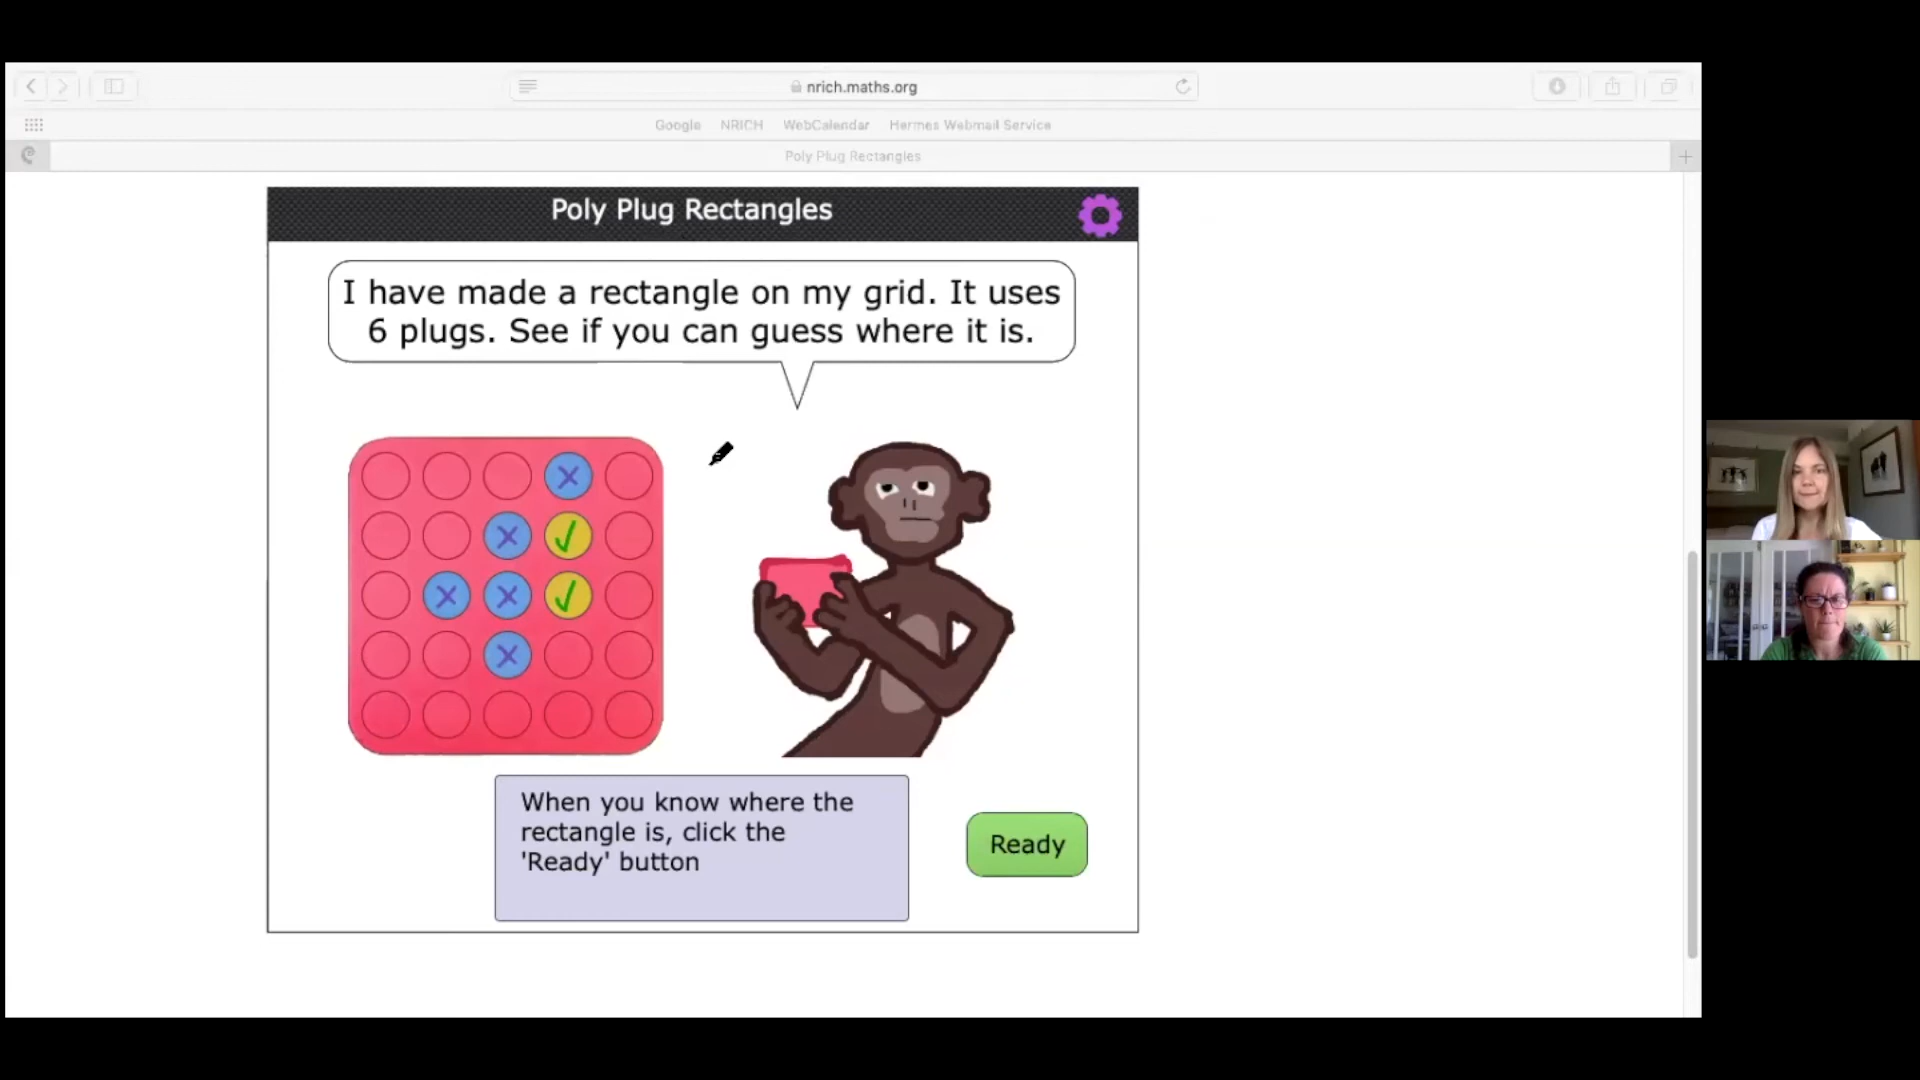 nrich.maths.org
Google NRICH WebCalendar Hermes Webmail Service
Poly Plug Rectangles
Poly Plug Rectangles
I have made a rectangle on my grid. It uses
6 plugs. See if you can guess where it is.
When you know where the
rectangle is, click the
'Ready' button
Ready